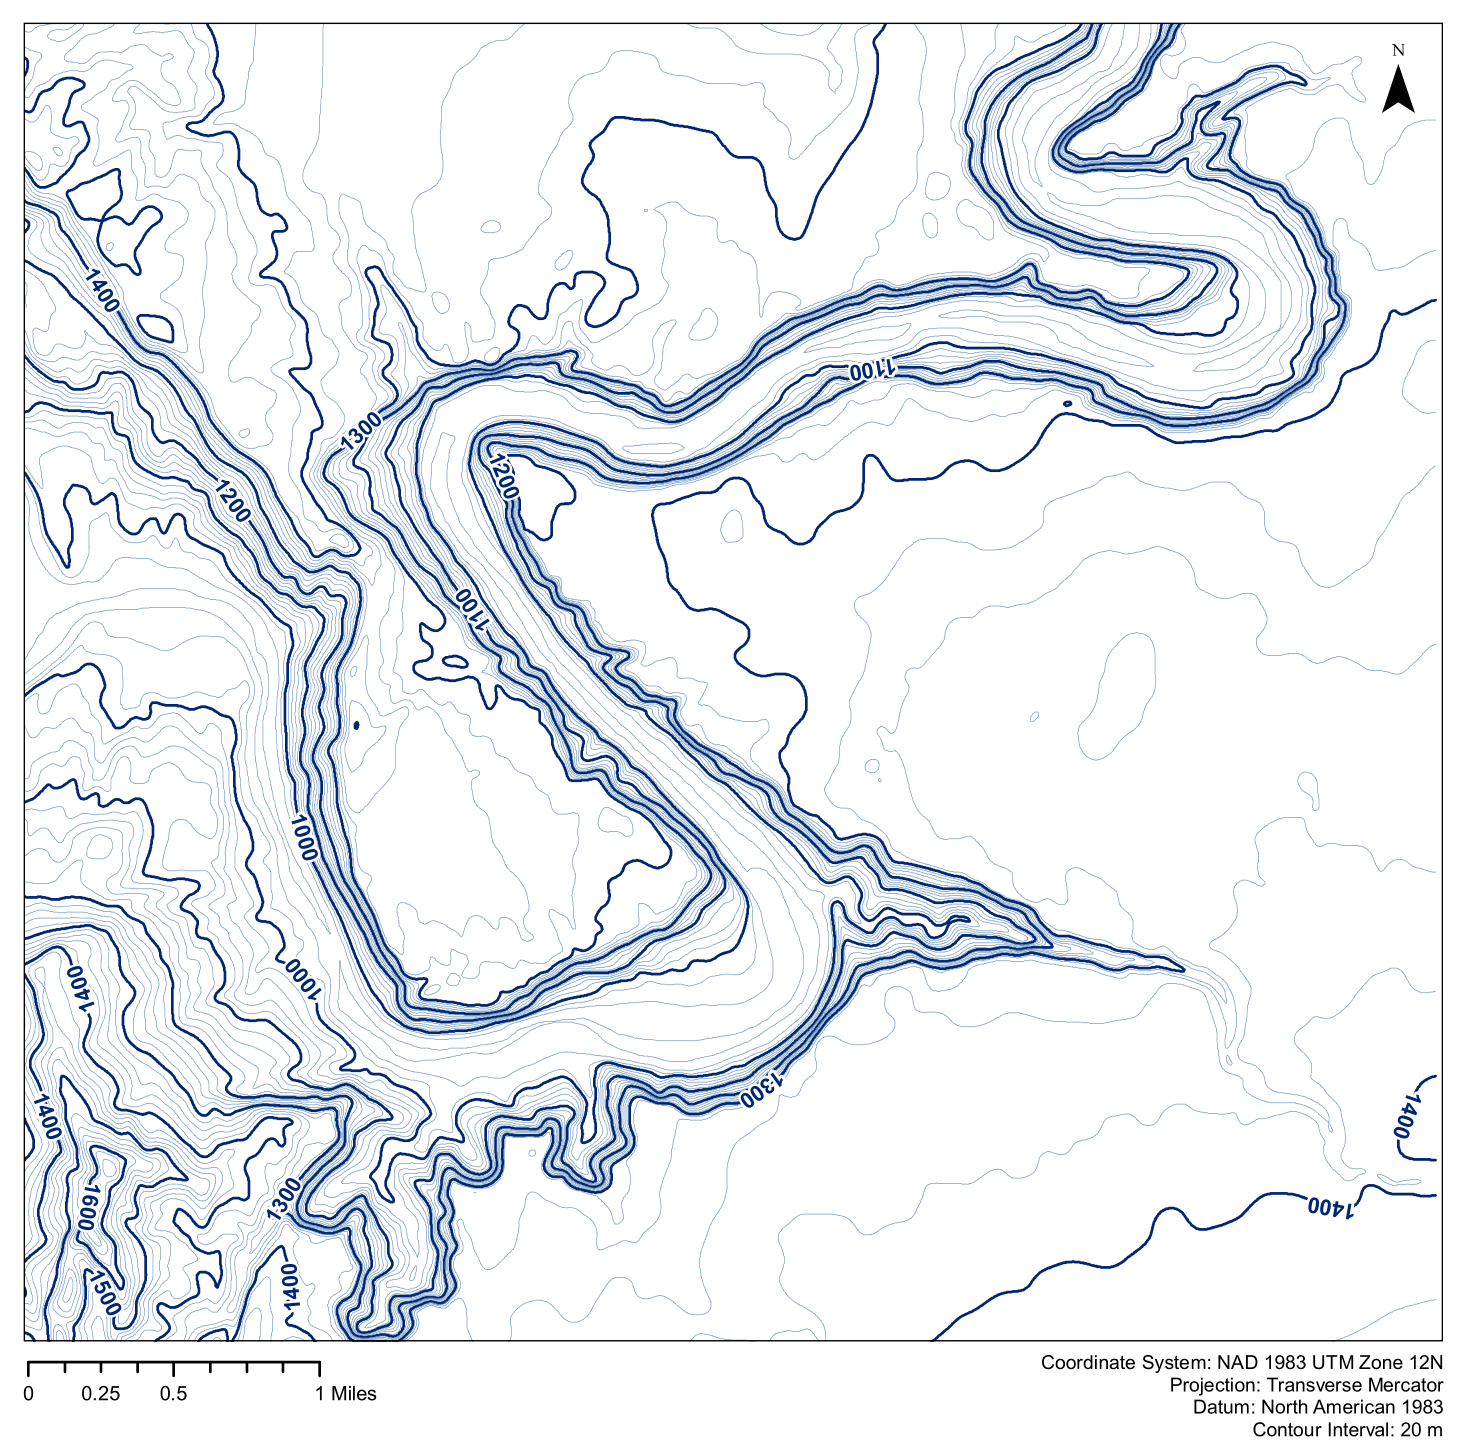 N
1400
1300
1200
1200
1100
1100
1000
1000
1400
1400
1300
1300
1400
1400
1600
1500
1400
0 0.25 0.5 1 Miles
Coordinate System: NAD 1983 UTM Zone 12N
Projection: Transverse Mercator
Datum: North American 1983
Contour Interval: 20 m